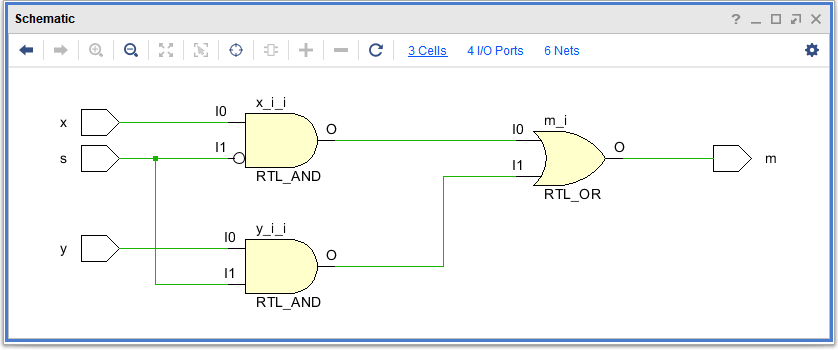 Schematic
3 Cells 4 I/O Ports 6 Nets
x_i_i
x I0 O
s I1
RTL_AND
m_i
I0 O m
I1
RTL_OR
y_i_i
y I0 O
I1
RTL_AND